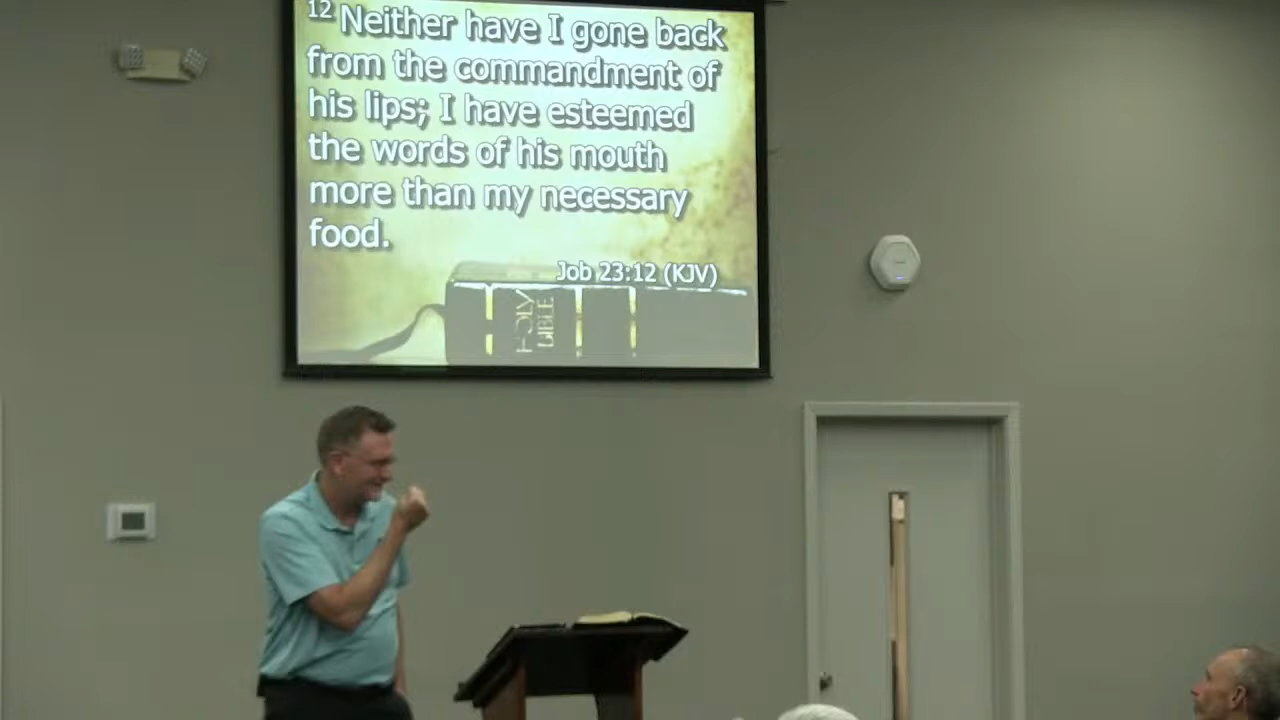 12 Neither have I gone back
from the commandment of
his lips; I have esteemed
the words of his mouth
more than my necessary
food.
Job 23:12 (KJV)
HOLY
BIBLE